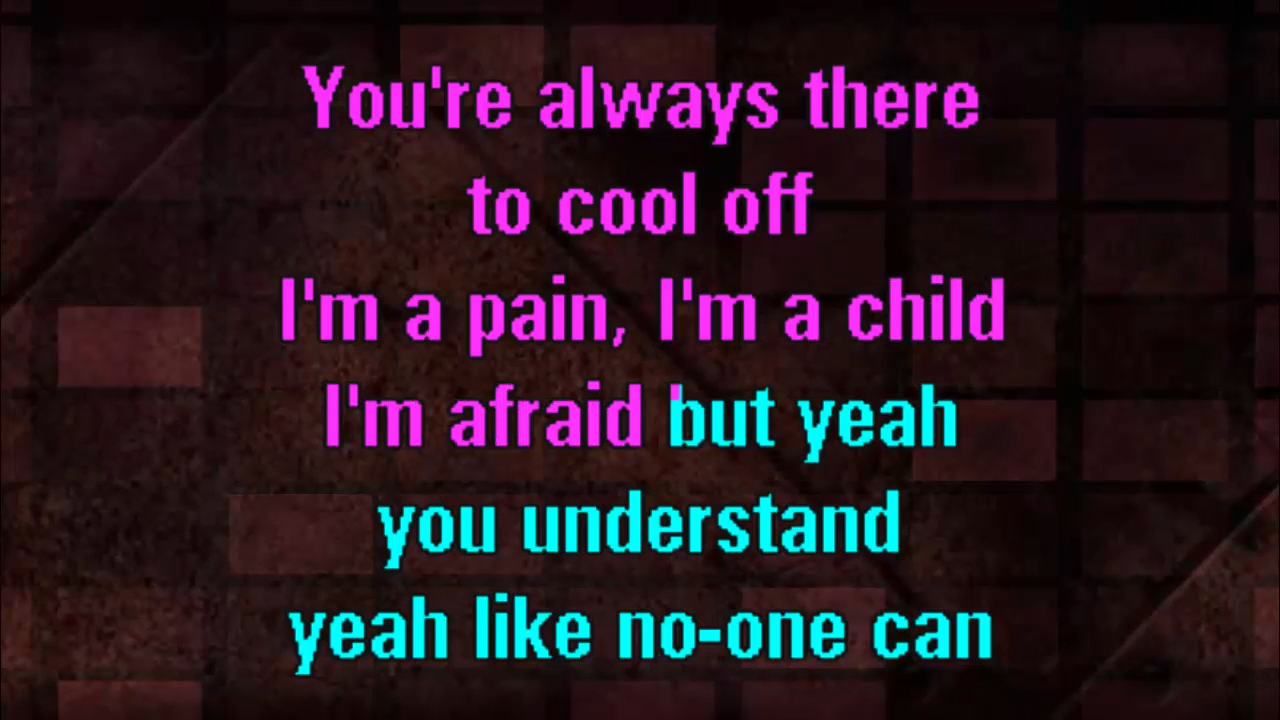 You're always there
to cool off
I'm a pain, I'm a child
I'm afraid but yeah
you understand
yeah like no-one can